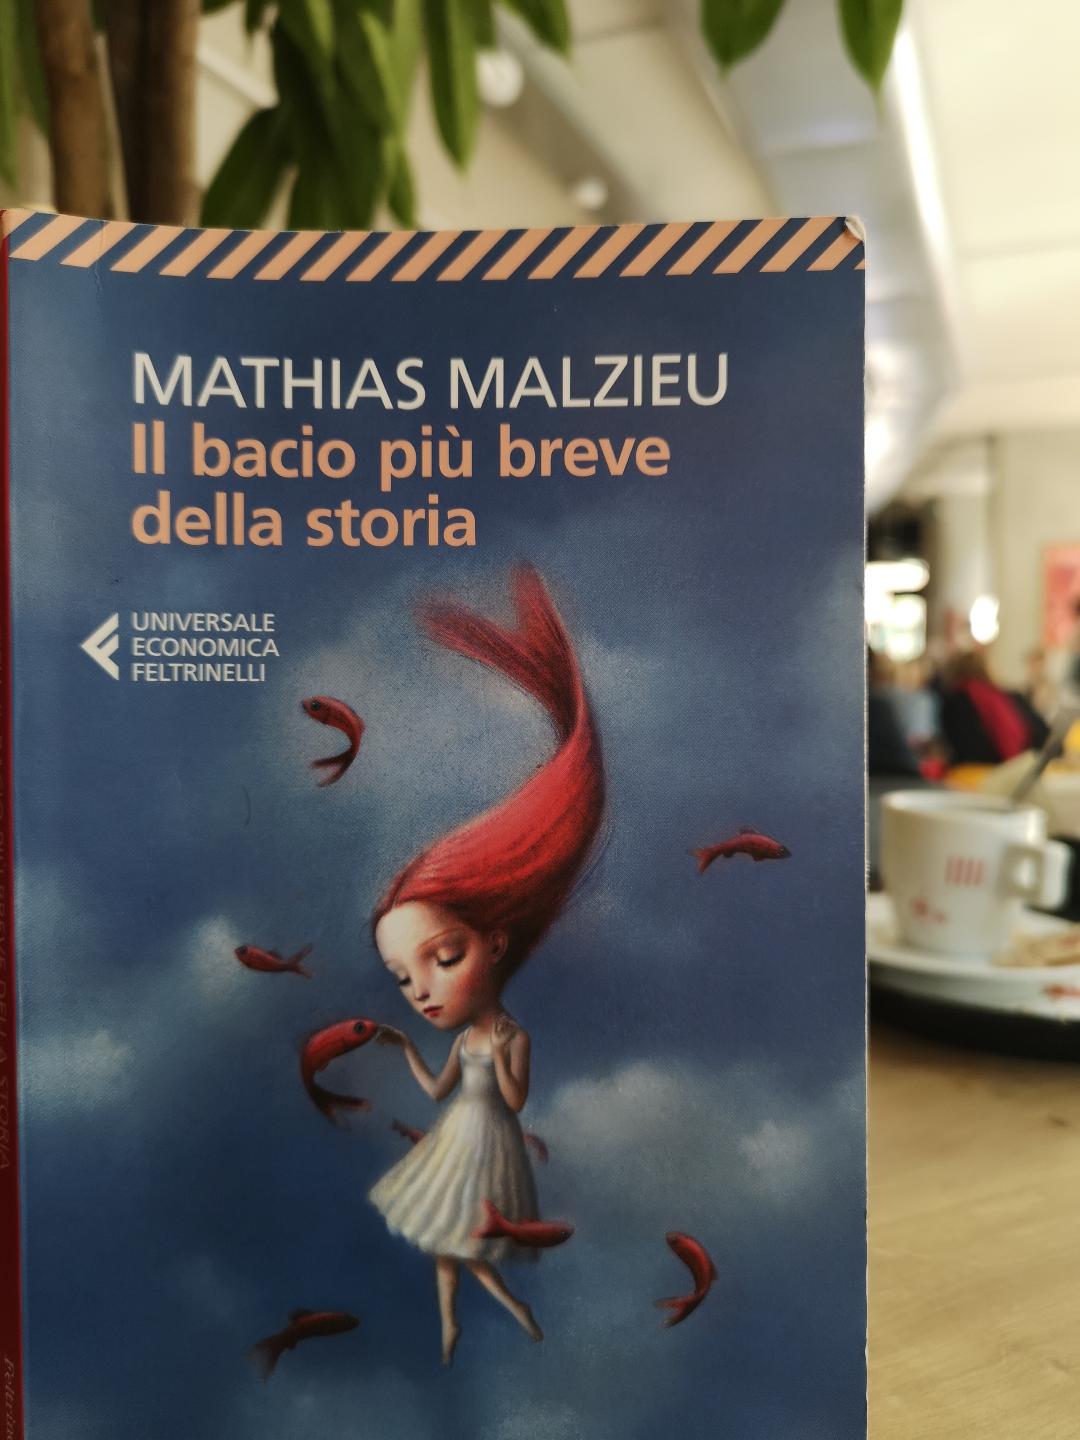 MATHIAS MALZIEU
Il bacio più breve
della storia
UNIVERSALE
ECONOMICA
FELTRINELLI